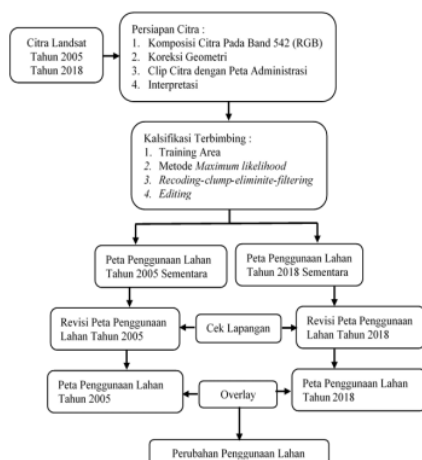 Citra Landsat
Tahun 2005
Tahun 2018
Persiapan Citra :
1. Komposisi Citra Pada Band 542 (RGB)
2. Koreksi Geometri
3. Clip Citra dengan Peta Administrasi
4. Interpretasi
Kalsifikasi Terbimbing :
1. Training Area
2. Metode Maximum likelihood
3. Recoding-clump-eliminite-filtering
4. Editing
Peta Penggunaan Lahan
Tahun 2005 Sementara
Peta Penggunaan Lahan
Tahun 2018 Sementara
Revisi Peta Penggunaan
Lahan Tahun 2005
Cek Lapangan
Revisi Peta Penggunaan
Lahan Tahun 2018
Peta Penggunaan Lahan
Tahun 2005
Overlay
Peta Penggunaan Lahan
Tahun 2018
Perubahan Penggunaan Lahan